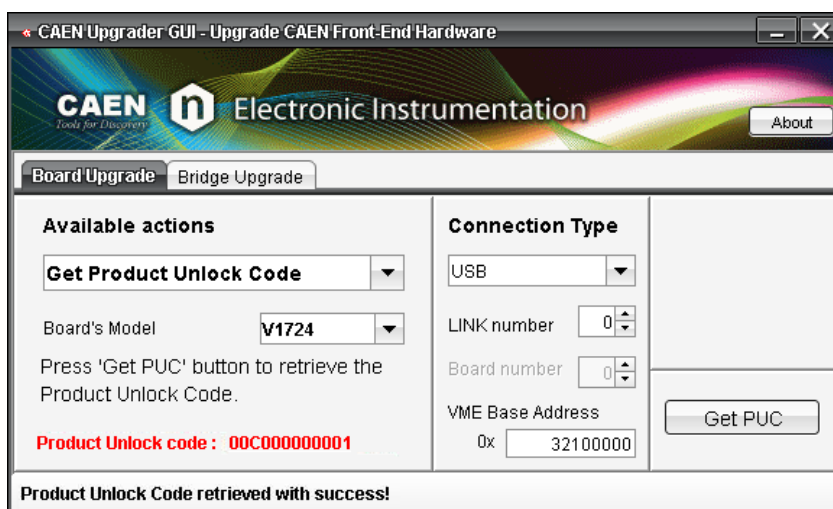 CAEN Upgrader GUI - Upgrade CAEN Front-End Hardware
CAEN
Tools for Discovery
n
Electronic Instrumentation
About
Board Upgrade
Bridge Upgrade
Available actions
Get Product Unlock Code
Board's Model
V1724
Press 'Get PUC' button to retrieve the
Product Unlock Code.
Product Unlock code : 00C000000001
Connection Type
USB
LINK number
0
Board number
0
VME Base Address
0x
32100000
Get PUC
Product Unlock Code retrieved with success!